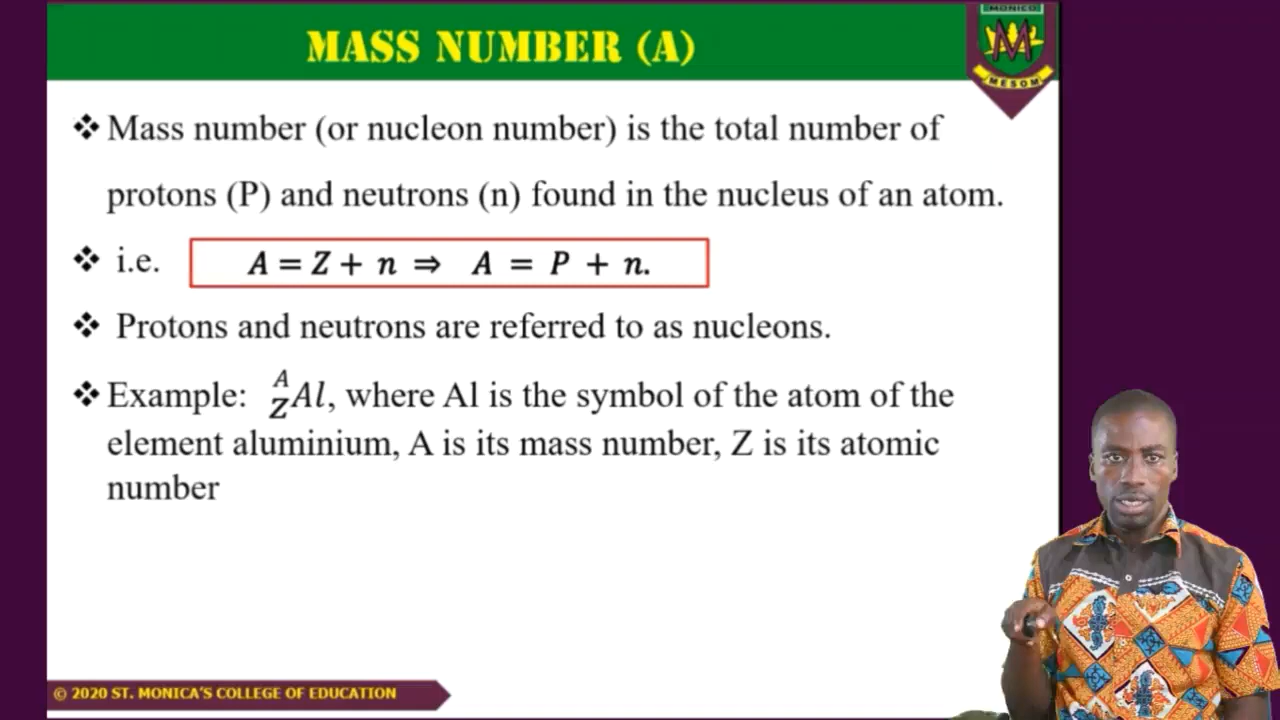 MASS NUMBER (A)
MONICO
M
MESOM
❖ Mass number (or nucleon number) is the total number of
protons (P) and neutrons (n) found in the nucleus of an atom.
❖ i.e. A = Z + n ⇒ A = P + n.
❖ Protons and neutrons are referred to as nucleons.
❖ Example: ᴬ_Z Al, where Al is the symbol of the atom of the
element aluminium, A is its mass number, Z is its atomic
number
© 2020 ST. MONICA'S COLLEGE OF EDUCATION